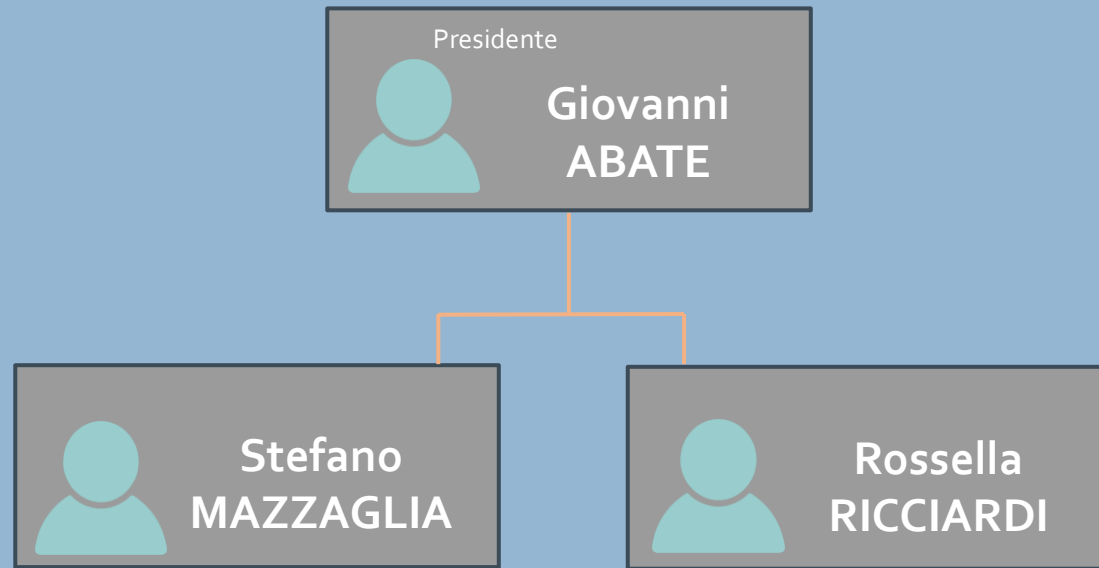 Presidente
Giovanni
ABATE
Stefano
MAZZAGLIA
Rossella
RICCIARDI